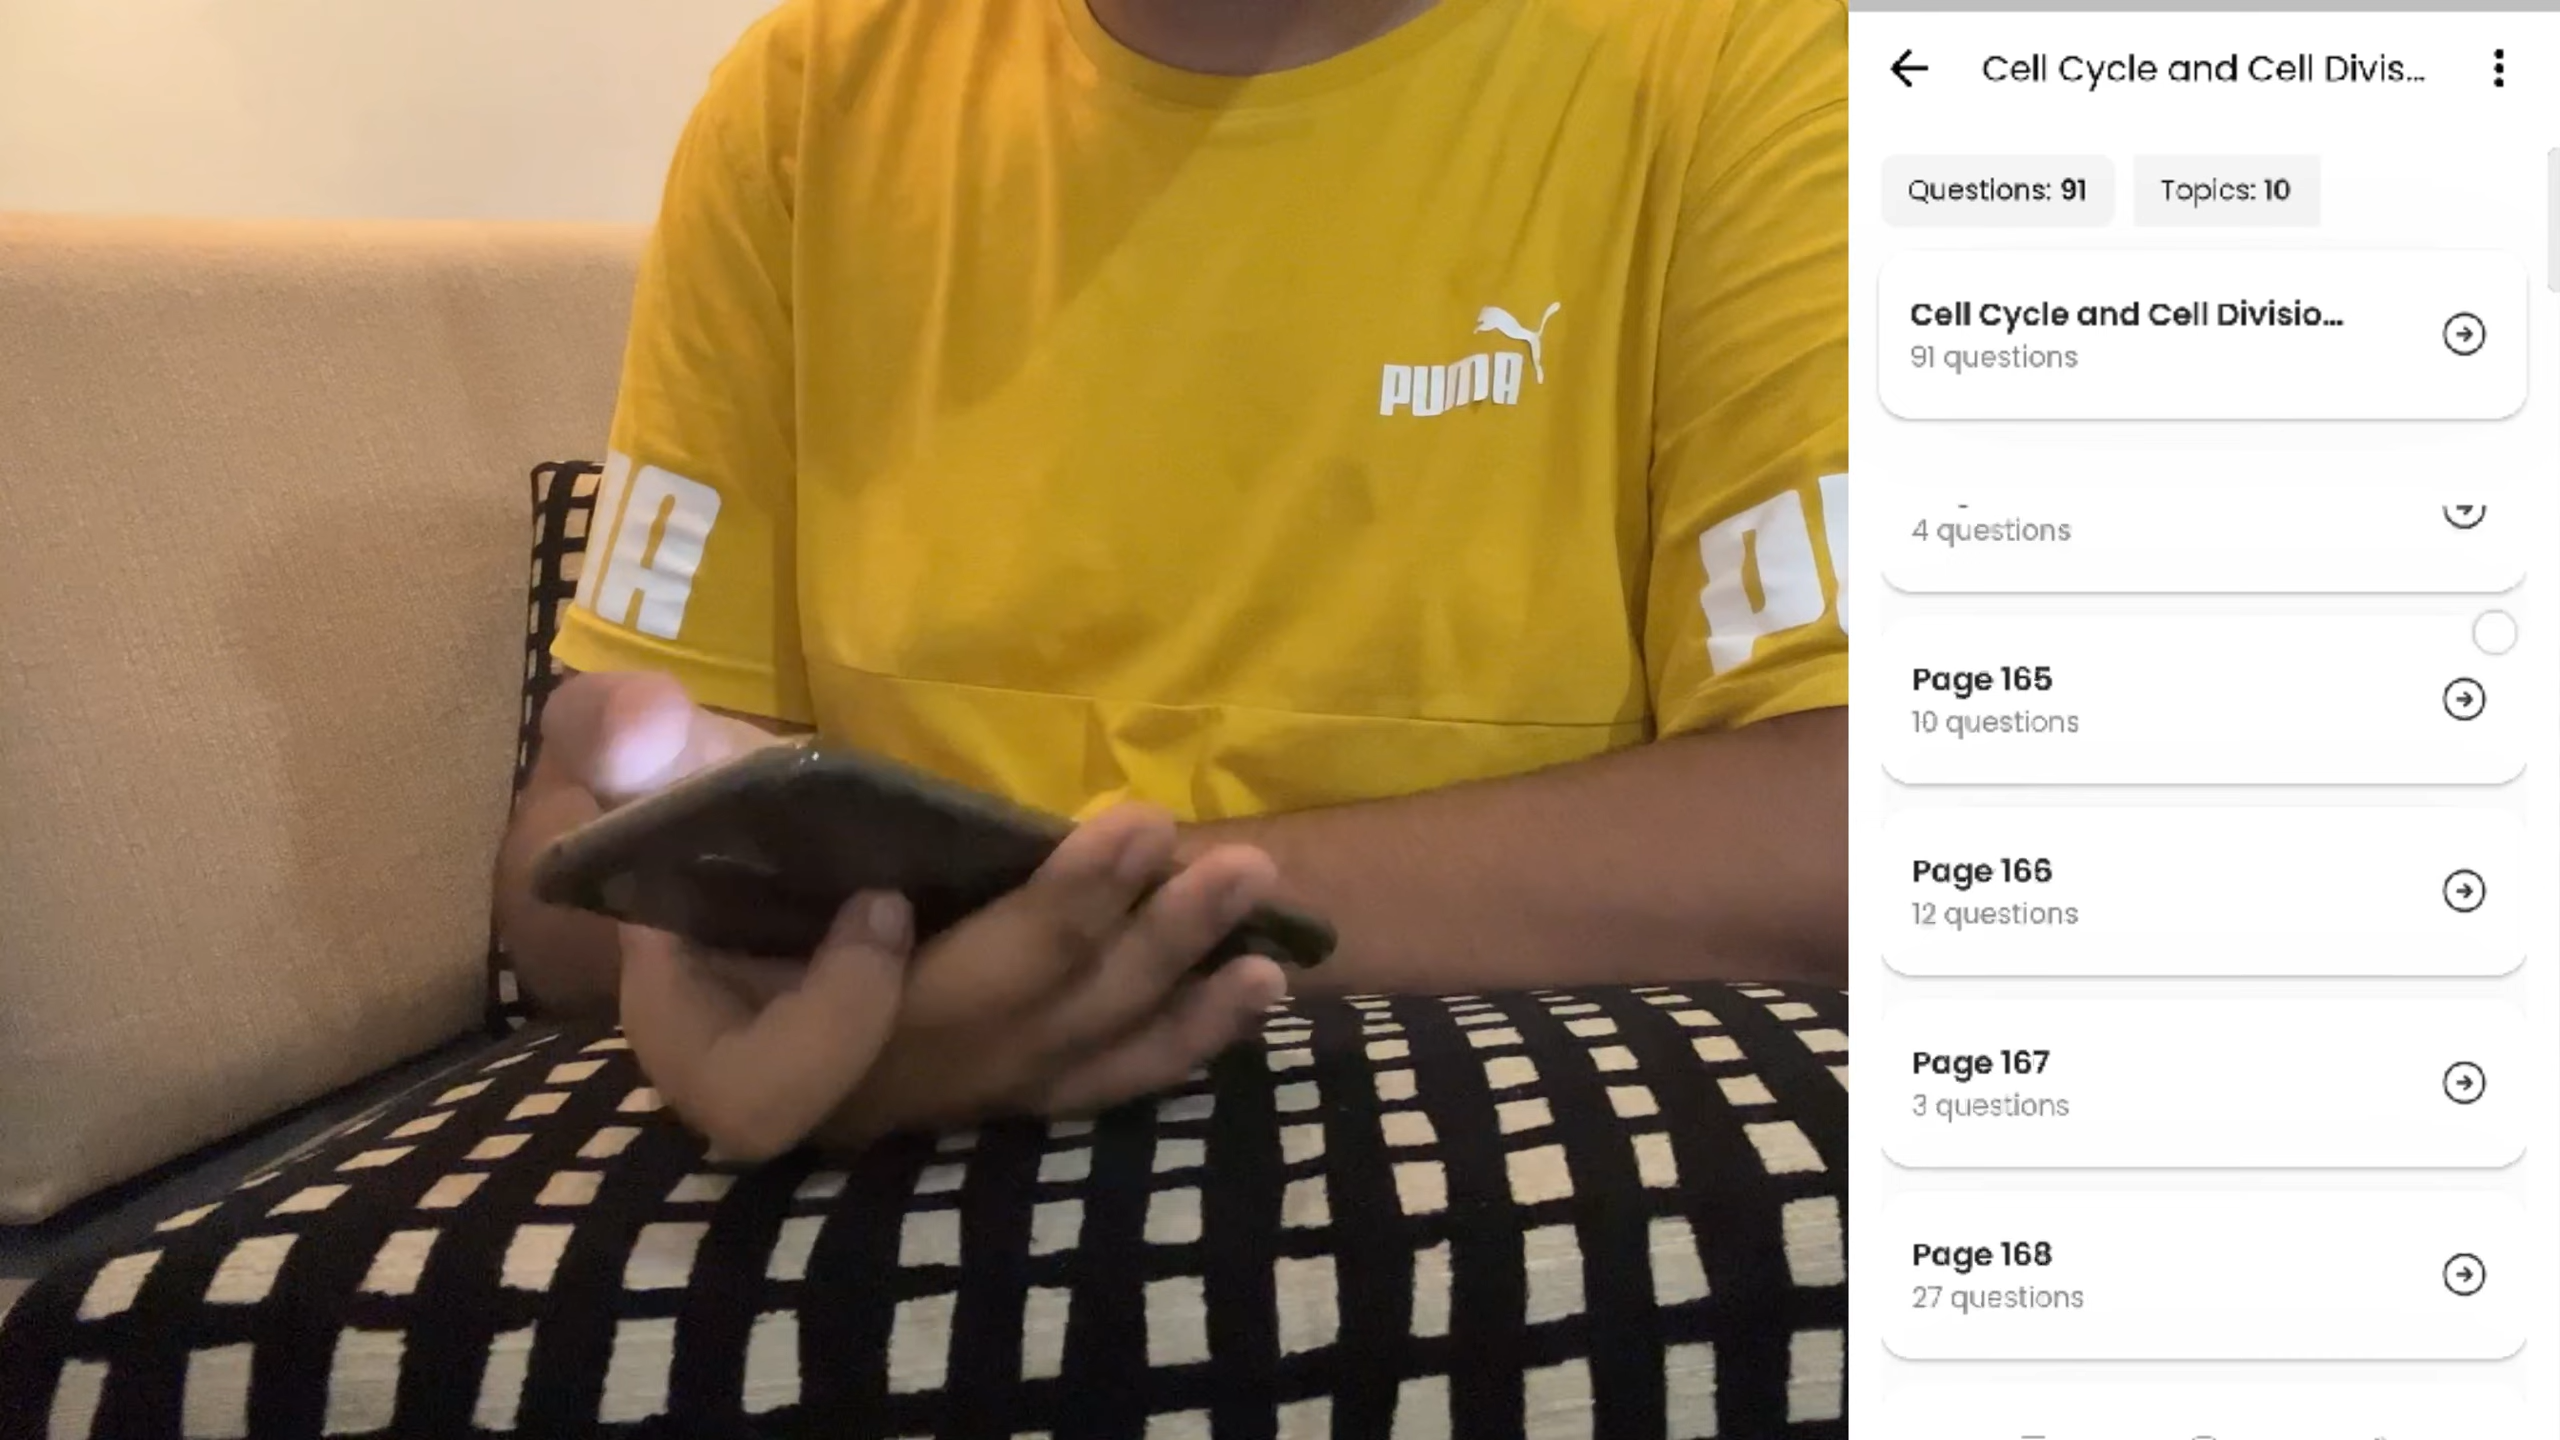 Cell Cycle and Cell Divis...
Questions: 91
Topics: 10
Cell Cycle and Cell Divisio...
91 questions
4 questions
Page 165
10 questions
Page 166
12 questions
Page 167
3 questions
Page 168
27 questions
PUMA